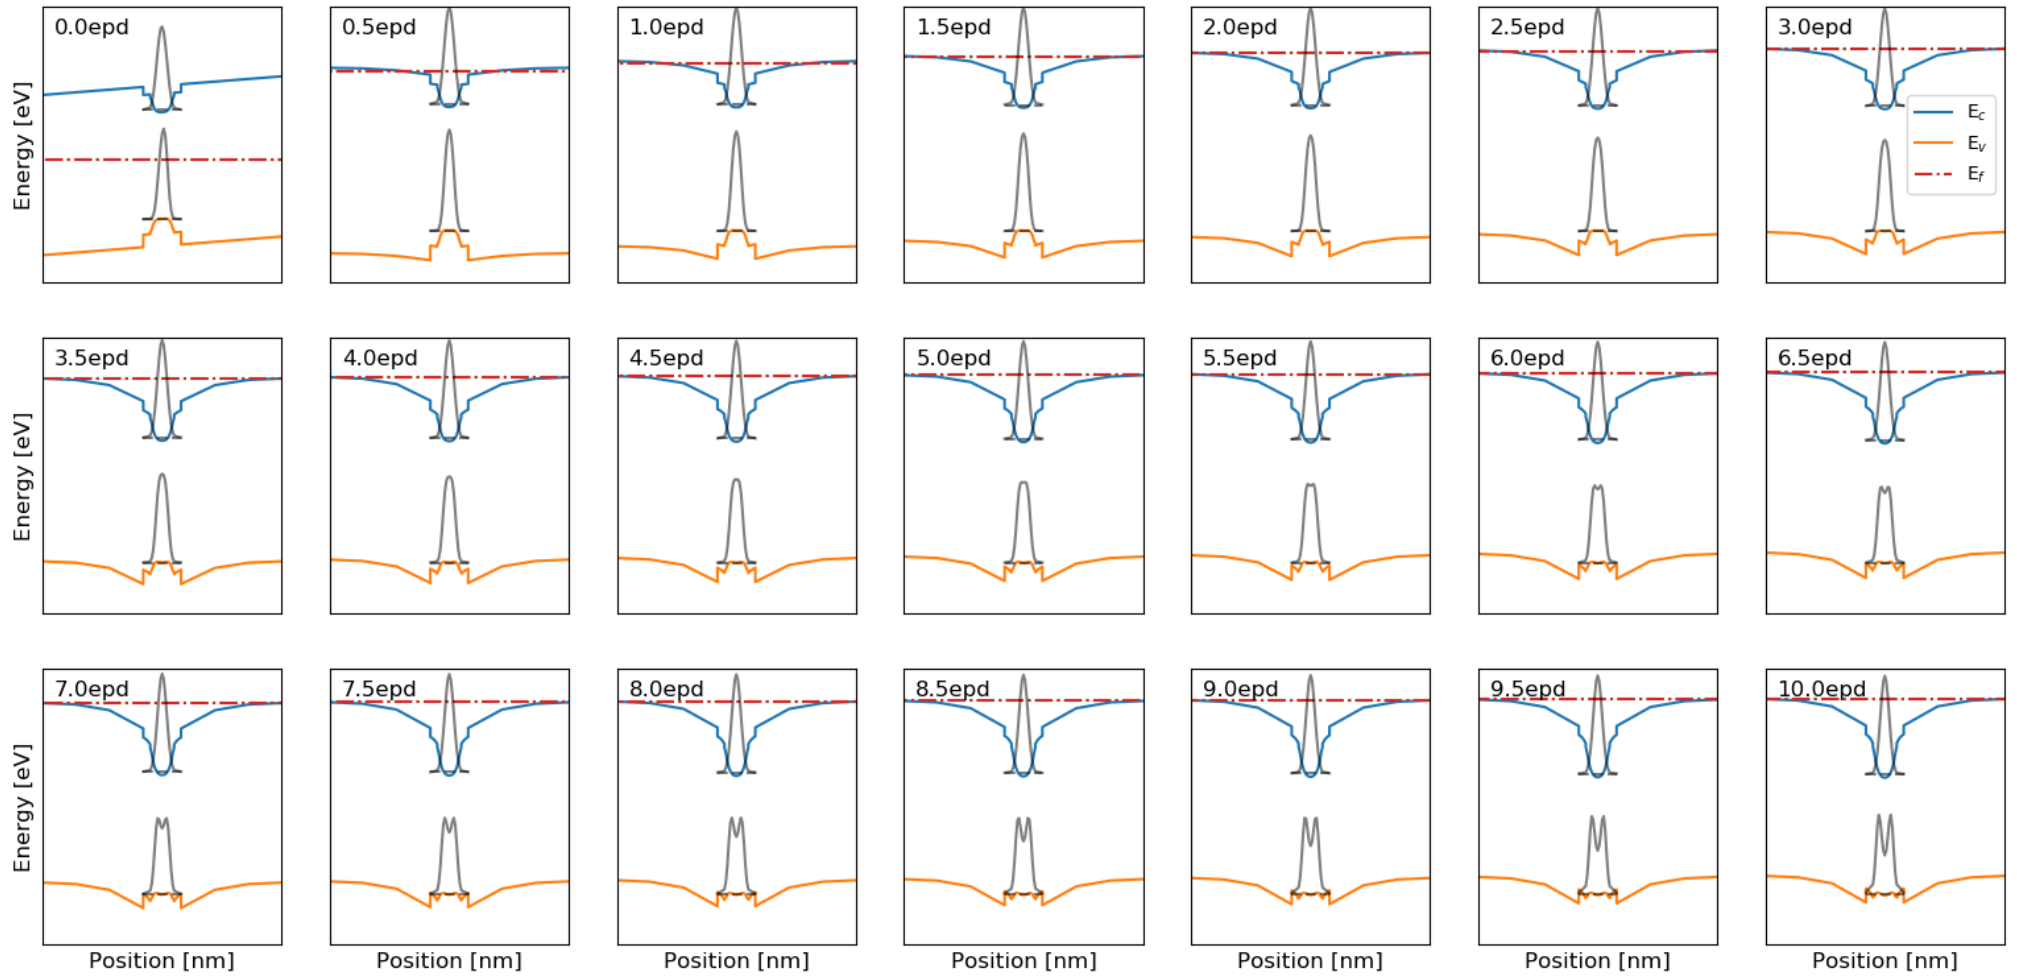 0.0epd
0.5epd
1.0epd
1.5epd
2.0epd
2.5epd
3.0epd
Energy [eV]
E_c
E_v
E_f
3.5epd
4.0epd
4.5epd
5.0epd
5.5epd
6.0epd
6.5epd
Energy [eV]
7.0epd
7.5epd
8.0epd
8.5epd
9.0epd
9.5epd
10.0epd
Energy [eV]
Position [nm]
Position [nm]
Position [nm]
Position [nm]
Position [nm]
Position [nm]
Position [nm]